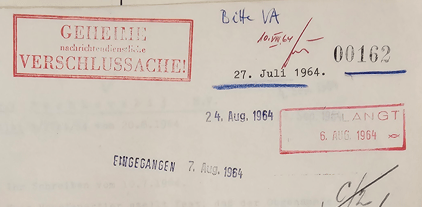 Bitte VA
GEHEIME
nachrichtendienstliche
VERSCHLUSSACHE!
00162
27. Juli 1964.
24. Aug. 1964
LANGT
6. AUG. 1964
EINGEGANGEN 7. Aug. 1964